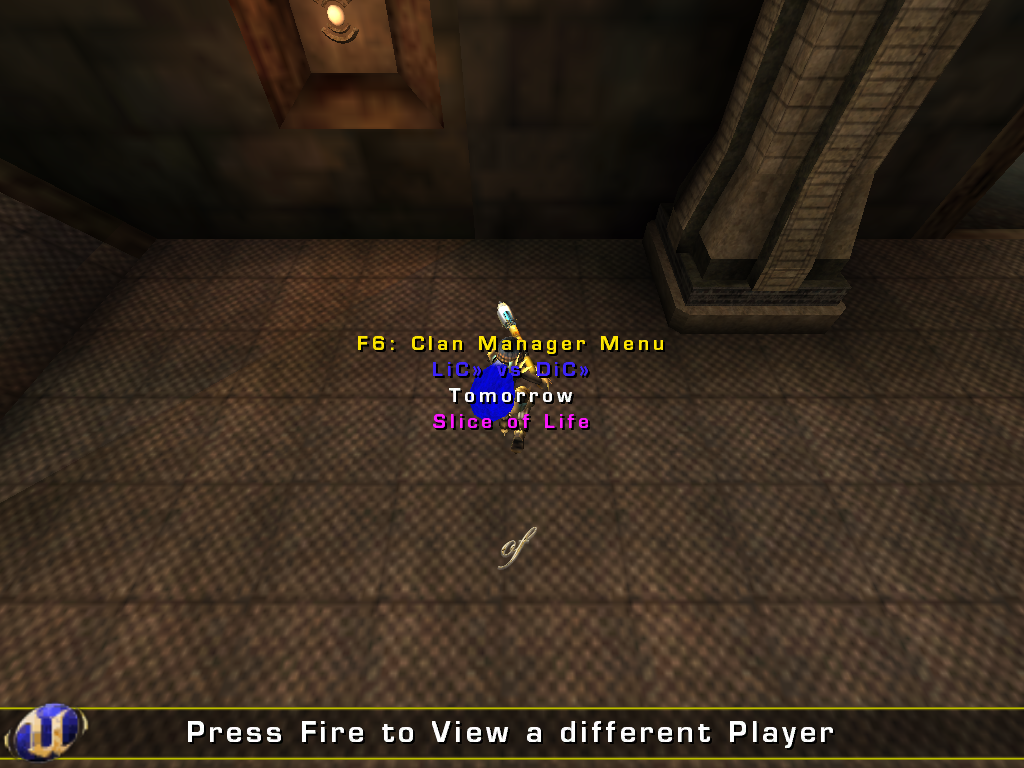 F6: Clan Manager Menu
LiC» vs DiC»
Tomorrow
Slice of Life
of
Press Fire to View a different Player